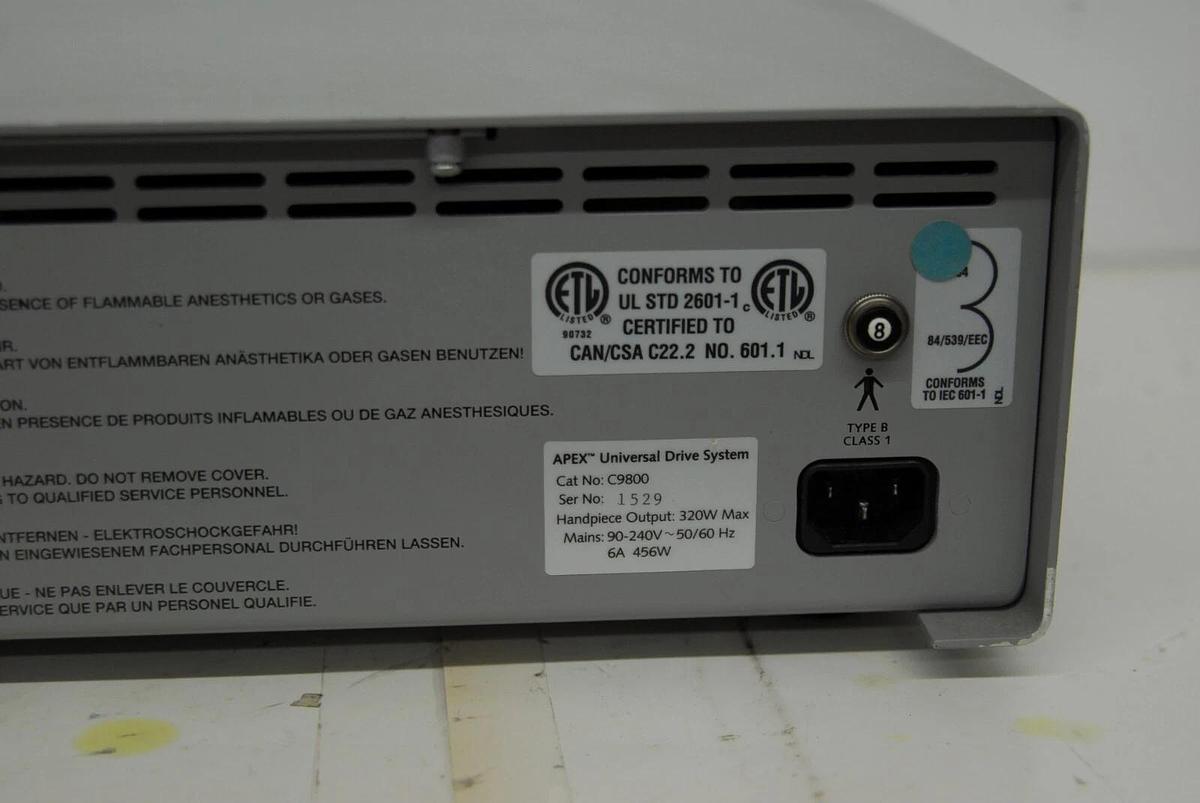 SENCE OF FLAMMABLE ANESTHETICS OR GASES.
HR.
ART VON ENTFLAMMBAREN ANÄSTHETIKA ODER GASEN BENUTZEN!
ON.
EN PRESENCE DE PRODUITS INFLAMABLES OU DE GAZ ANESTHESIQUES.
HAZARD. DO NOT REMOVE COVER.
G TO QUALIFIED SERVICE PERSONNEL.
NTFERNEN - ELEKTROSCHOCKGEFAHR!
N EINGEWIESENEM FACHPERSONAL DURCHFÜHREN LASSEN.
UE - NE PAS ENLEVER LE COUVERCLE.
ERVICE QUE PAR UN PERSONEL QUALIFIE.
ETL
LISTED
®
90732
CONFORMS TO
UL STD 2601-1
CERTIFIED TO
CAN/CSA C22.2 NO. 601.1
NDL
c
ETL
LISTED
®
8
TYPE B
CLASS 1
84/539/EEC
CONFORMS
TO IEC 601-1
NDL
APEX™ Universal Drive System
Cat No: C9800
Ser No: 1529
Handpiece Output: 320W Max
Mains: 90-240V~50/60 Hz
6A 456W